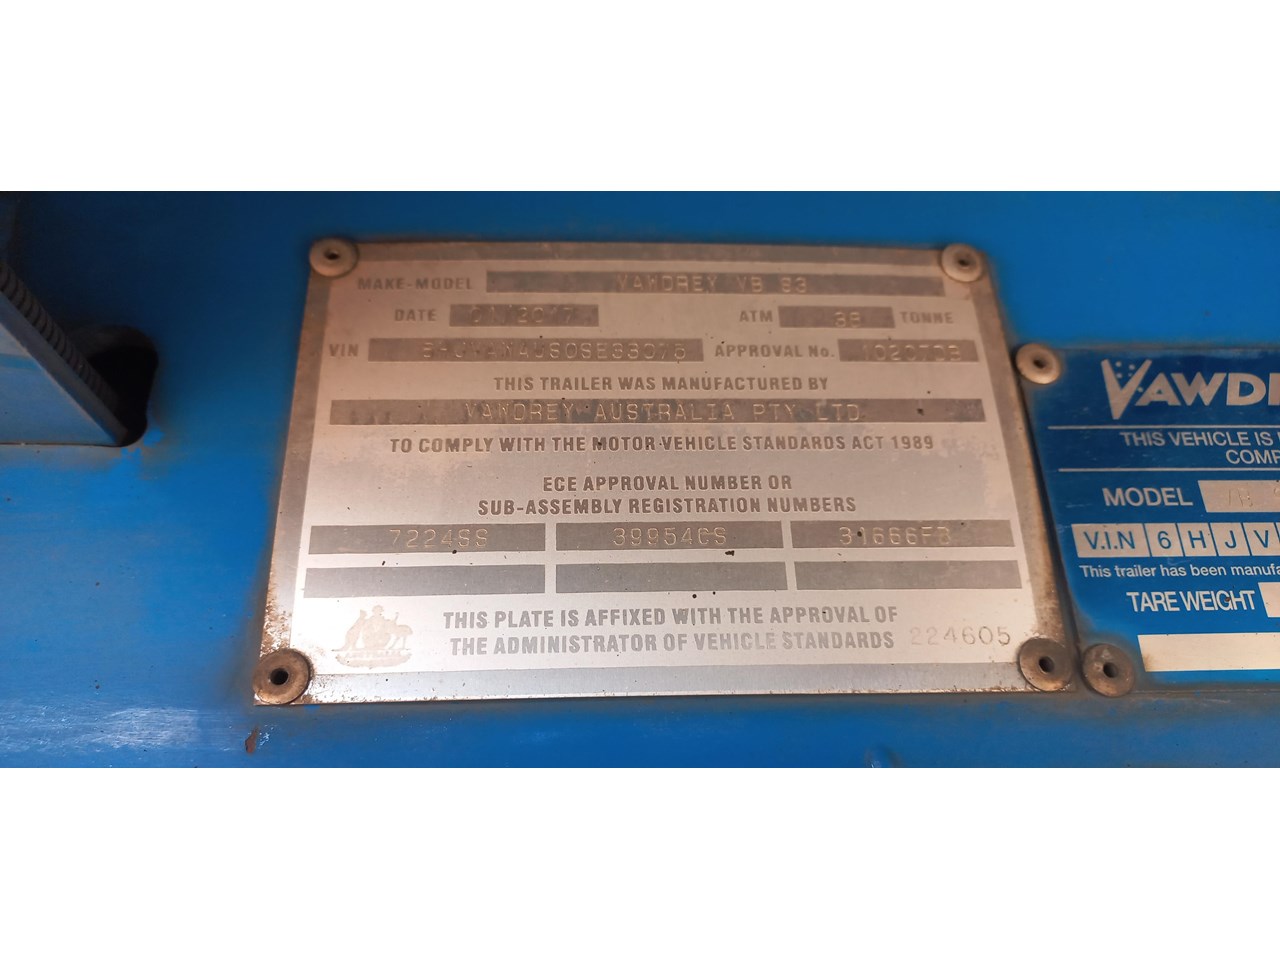 MAKE-MODEL VAWDREY VB S3
DATE 01/2017 ATM 39 TONNE
VIN APPROVAL No.
THIS TRAILER WAS MANUFACTURED BY
VAWDREY AUSTRALIA PTY LTD
TO COMPLY WITH THE MOTOR VEHICLE STANDARDS ACT 1989
ECE APPROVAL NUMBER OR
SUB-ASSEMBLY REGISTRATION NUMBERS
7224SS 39954CS 31666FB
THIS PLATE IS AFFIXED WITH THE APPROVAL OF
THE ADMINISTRATOR OF VEHICLE STANDARDS 224605
VAWD
THIS VEHICLE IS
COMP
MODEL
V.I.N 6 H J V
This trailer has been manufa
TARE WEIGHT